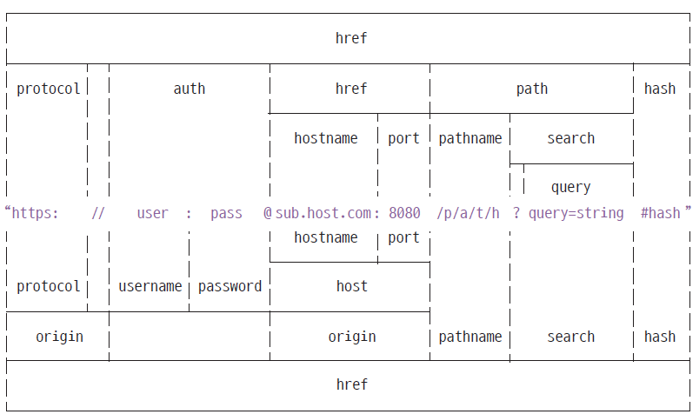 href
protocol auth href path hash
hostname port pathname search
query
“https: // user : pass @ sub.host.com: 8080 /p/a/t/h ? query=string #hash”
hostname port
protocol username password host
origin origin pathname search hash
href